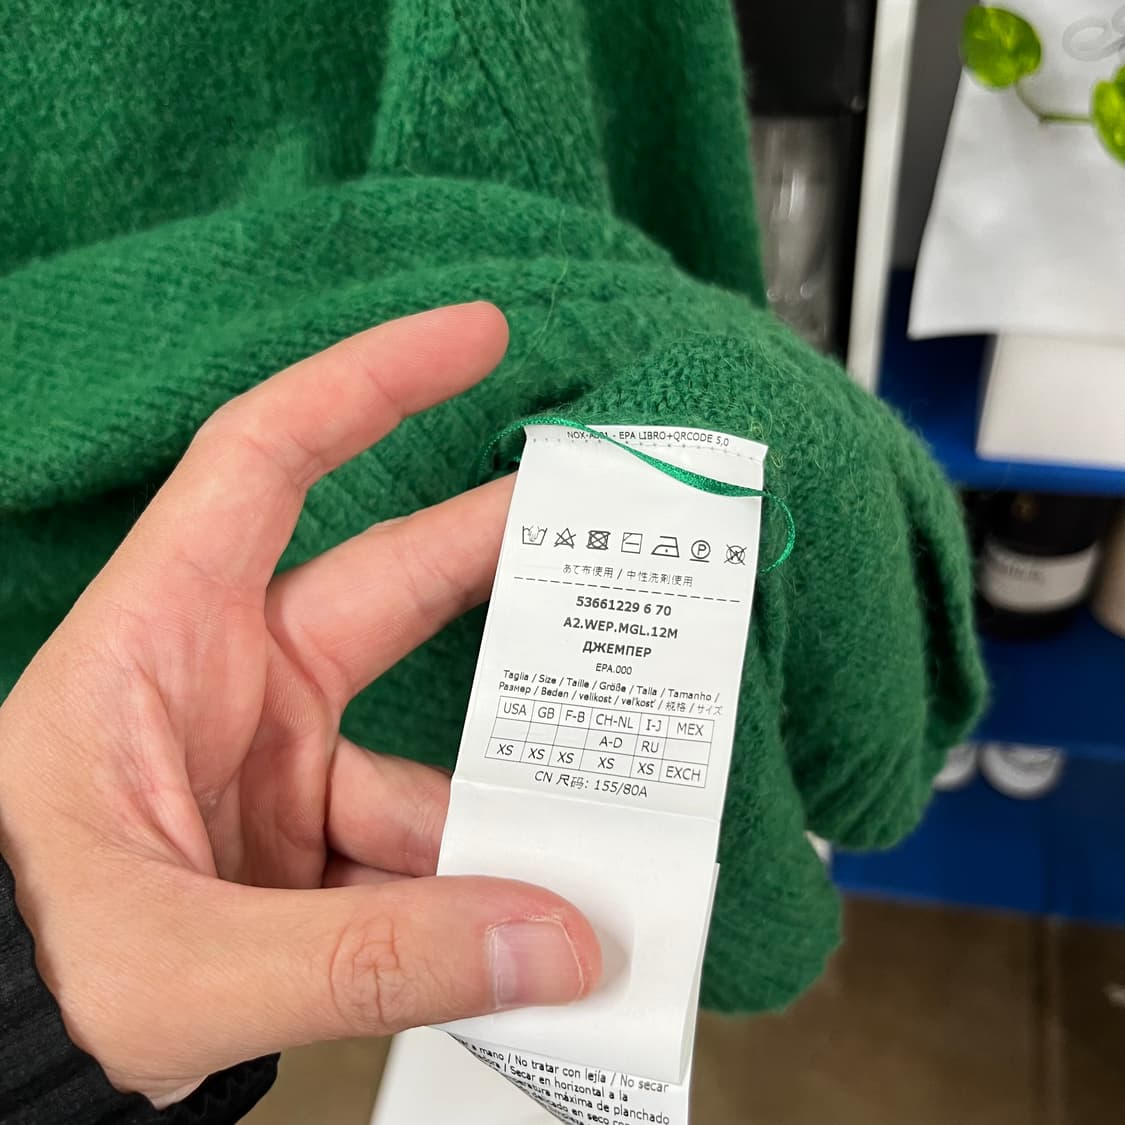 NOX-A001 - EPA LIBRO+QRCODE 5,0
あて布使用 / 中性洗剤使用
53661229 6 70
A2.WEP.MGL.12M
ДЖЕМПЕР
EPA.000
Taglia / Size / Taille / Größe / Talla / Tamanho /
Размер / Beden / velikost / veľkosť / 規格 / サイズ
USA GB F-B CH-NL I-J MEX
A-D RU
XS XS XS XS XS EXCH
CN 尺码: 155/80A
a mano / No tratar con lejía / No secar
/ Secar en horizontal a la
máxima de planchado
en seco